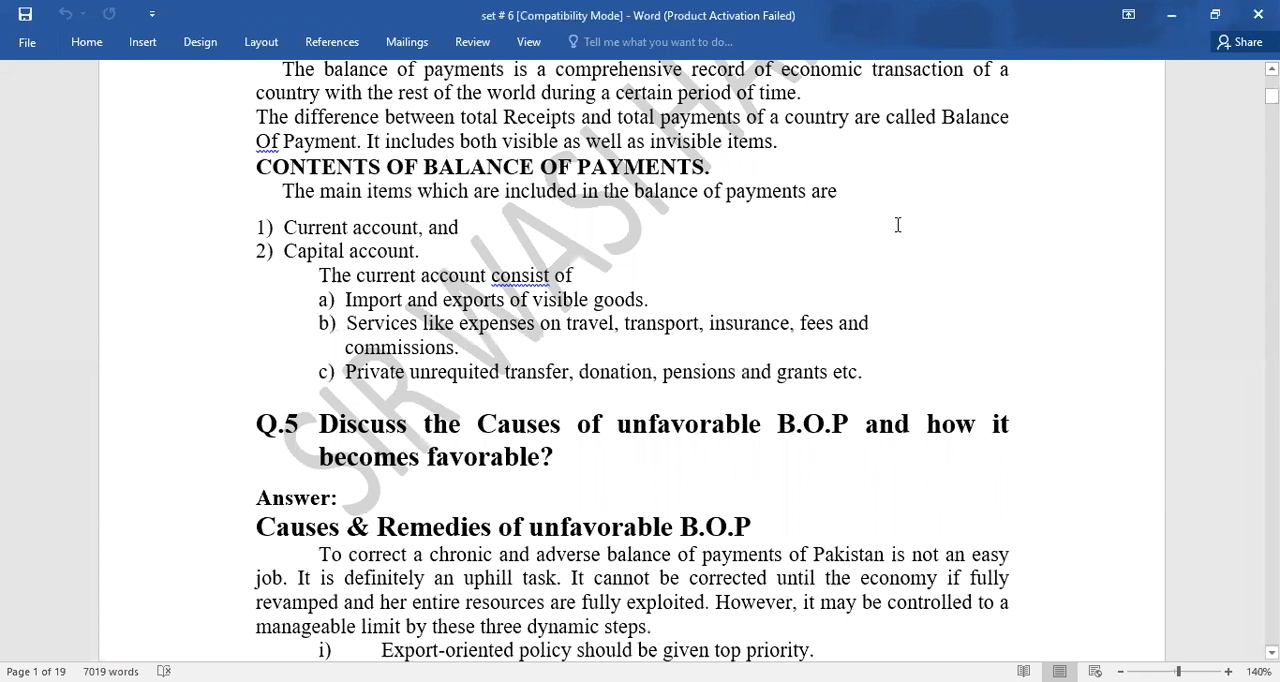 set # 6 [Compatibility Mode] - Word (Product Activation Failed)
File Home Insert Design Layout References Mailings Review View Tell me what you want to do... Share
The balance of payments is a comprehensive record of economic transaction of a
country with the rest of the world during a certain period of time.
The difference between total Receipts and total payments of a country are called Balance
Of Payment. It includes both visible as well as invisible items.
CONTENTS OF BALANCE OF PAYMENTS.
The main items which are included in the balance of payments are
1) Current account, and
2) Capital account.
The current account consist of
a) Import and exports of visible goods.
b) Services like expenses on travel, transport, insurance, fees and
commissions.
c) Private unrequited transfer, donation, pensions and grants etc.
Q.5 Discuss the Causes of unfavorable B.O.P and how it
becomes favorable?
Answer:
Causes & Remedies of unfavorable B.O.P
To correct a chronic and adverse balance of payments of Pakistan is not an easy
job. It is definitely an uphill task. It cannot be corrected until the economy if fully
revamped and her entire resources are fully exploited. However, it may be controlled to a
manageable limit by these three dynamic steps.
i) Export-oriented policy should be given top priority.
SIR WASI
Page 1 of 19 7019 words 140%